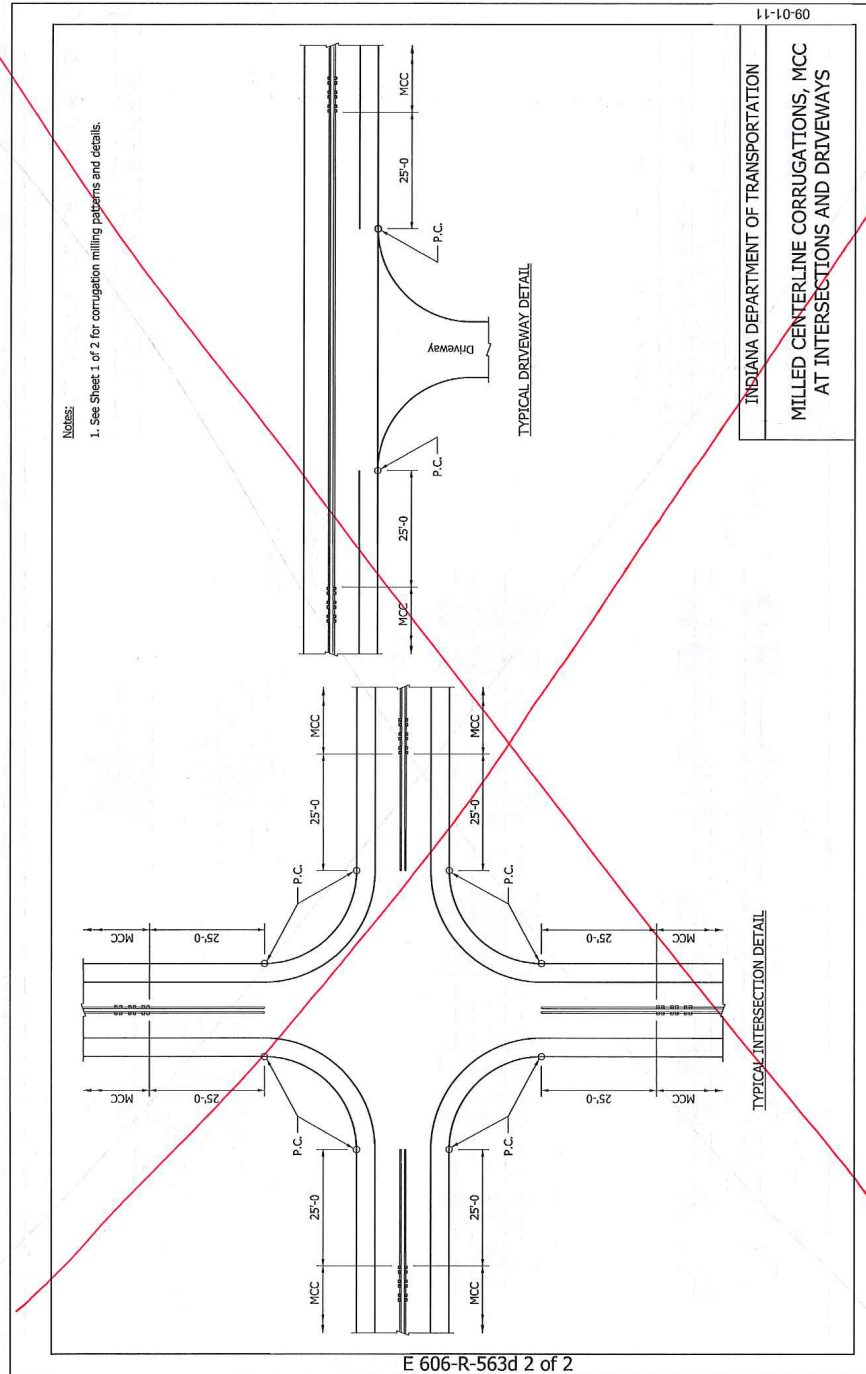 Notes:
1. See Sheet 1 of 2 for corrugation milling patterns and details.
MCC
25'-0
P.C.
P.C.
25'-0
MCC
Driveway
TYPICAL DRIVEWAY DETAIL
MCC
25'-0
P.C.
25'-0
MCC
MCC
25'-0
P.C.
25'-0
MCC
MCC
25'-0
P.C.
25'-0
MCC
MCC
25'-0
P.C.
25'-0
MCC
TYPICAL INTERSECTION DETAIL
INDIANA DEPARTMENT OF TRANSPORTATION
MILLED CENTERLINE CORRUGATIONS, MCC
AT INTERSECTIONS AND DRIVEWAYS
09-01-11
E 606-R-563d 2 of 2